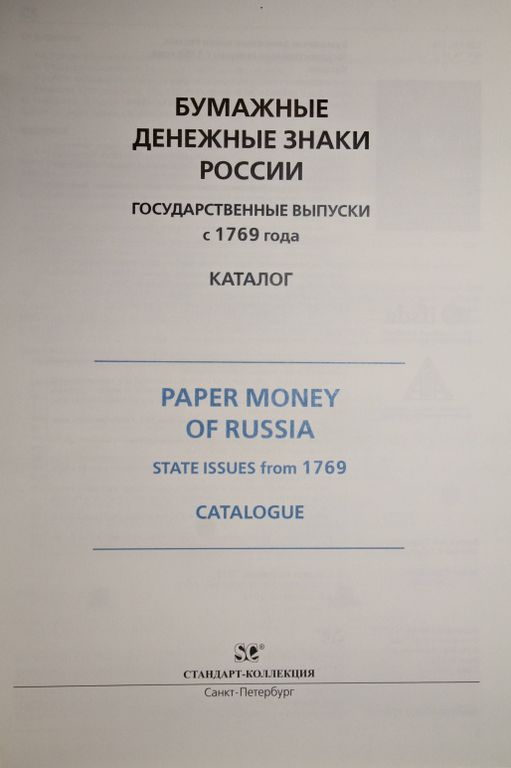 БУМАЖНЫЕ
ДЕНЕЖНЫЕ ЗНАКИ
РОССИИ
ГОСУДАРСТВЕННЫЕ ВЫПУСКИ
с 1769 года
КАТАЛОГ
PAPER MONEY
OF RUSSIA
STATE ISSUES from 1769
CATALOGUE
SC®
СТАНДАРТ-КОЛЛЕКЦИЯ
Санкт-Петербург